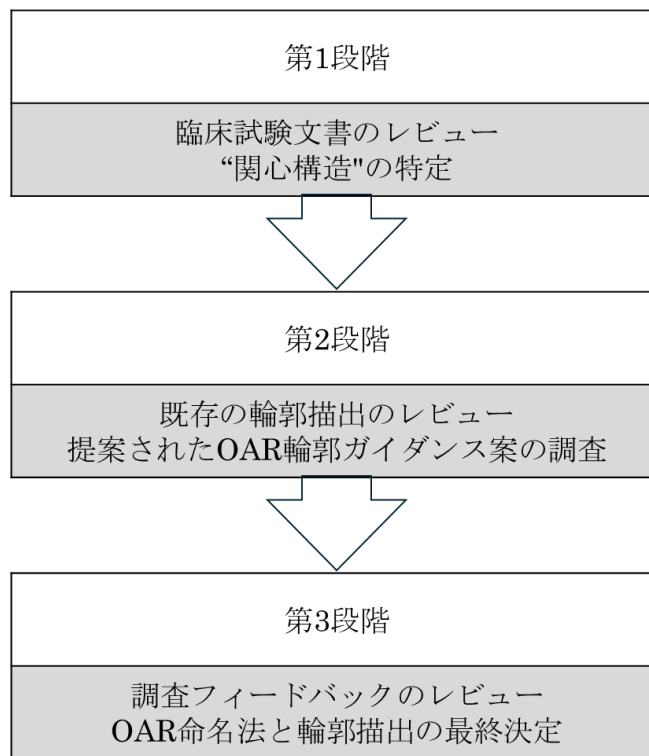 第1段階
臨床試験文書のレビュー
“関心構造"の特定
第2段階
既存の輪郭描出のレビュー
提案されたOAR輪郭ガイダンス案の調査
第3段階
調査フィードバックのレビュー
OAR命名法と輪郭描出の最終決定